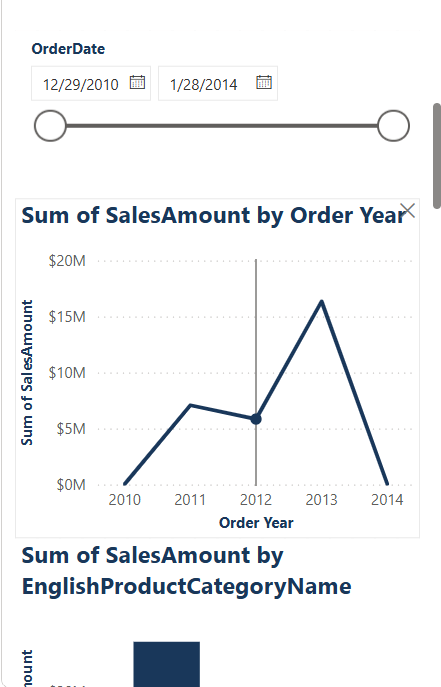 OrderDate
12/29/2010 1/28/2014
Sum of SalesAmount by Order Year
$20M
$15M
$10M
$5M
$0M
Sum of SalesAmount
2010 2011 2012 2013 2014
Order Year
Sum of SalesAmount by
EnglishProductCategoryName